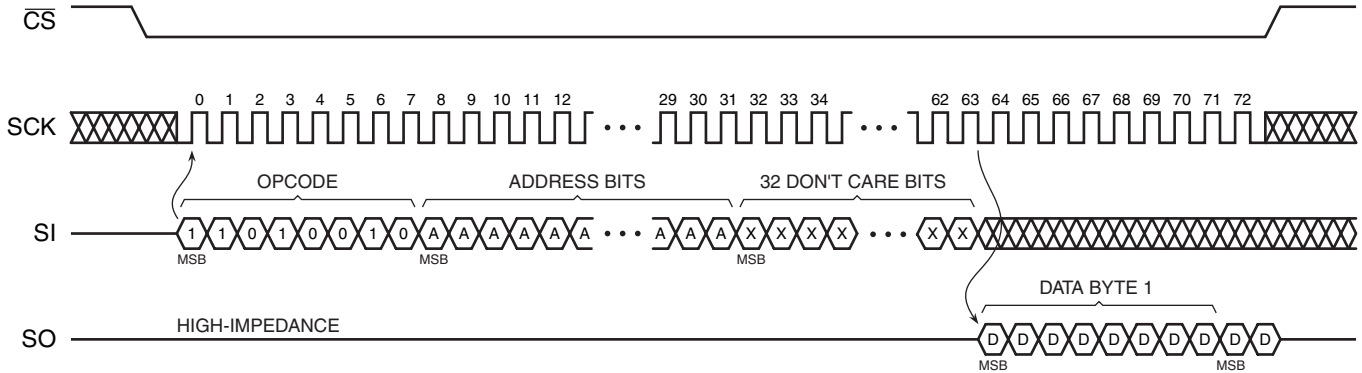 CS
0 1 2 3 4 5 6 7 8 9 10 11 12 29 30 31 32 33 34 62 63 64 65 66 67 68 69 70 71 72
SCK • • • • • •
OPCODE ADDRESS BITS 32 DON'T CARE BITS
SI 1 1 0 1 0 0 1 0 A A A A A A • • • A A A X X X X • • • X X
MSB MSB MSB
DATA BYTE 1
HIGH-IMPEDANCE
SO D D D D D D D D D D
MSB MSB